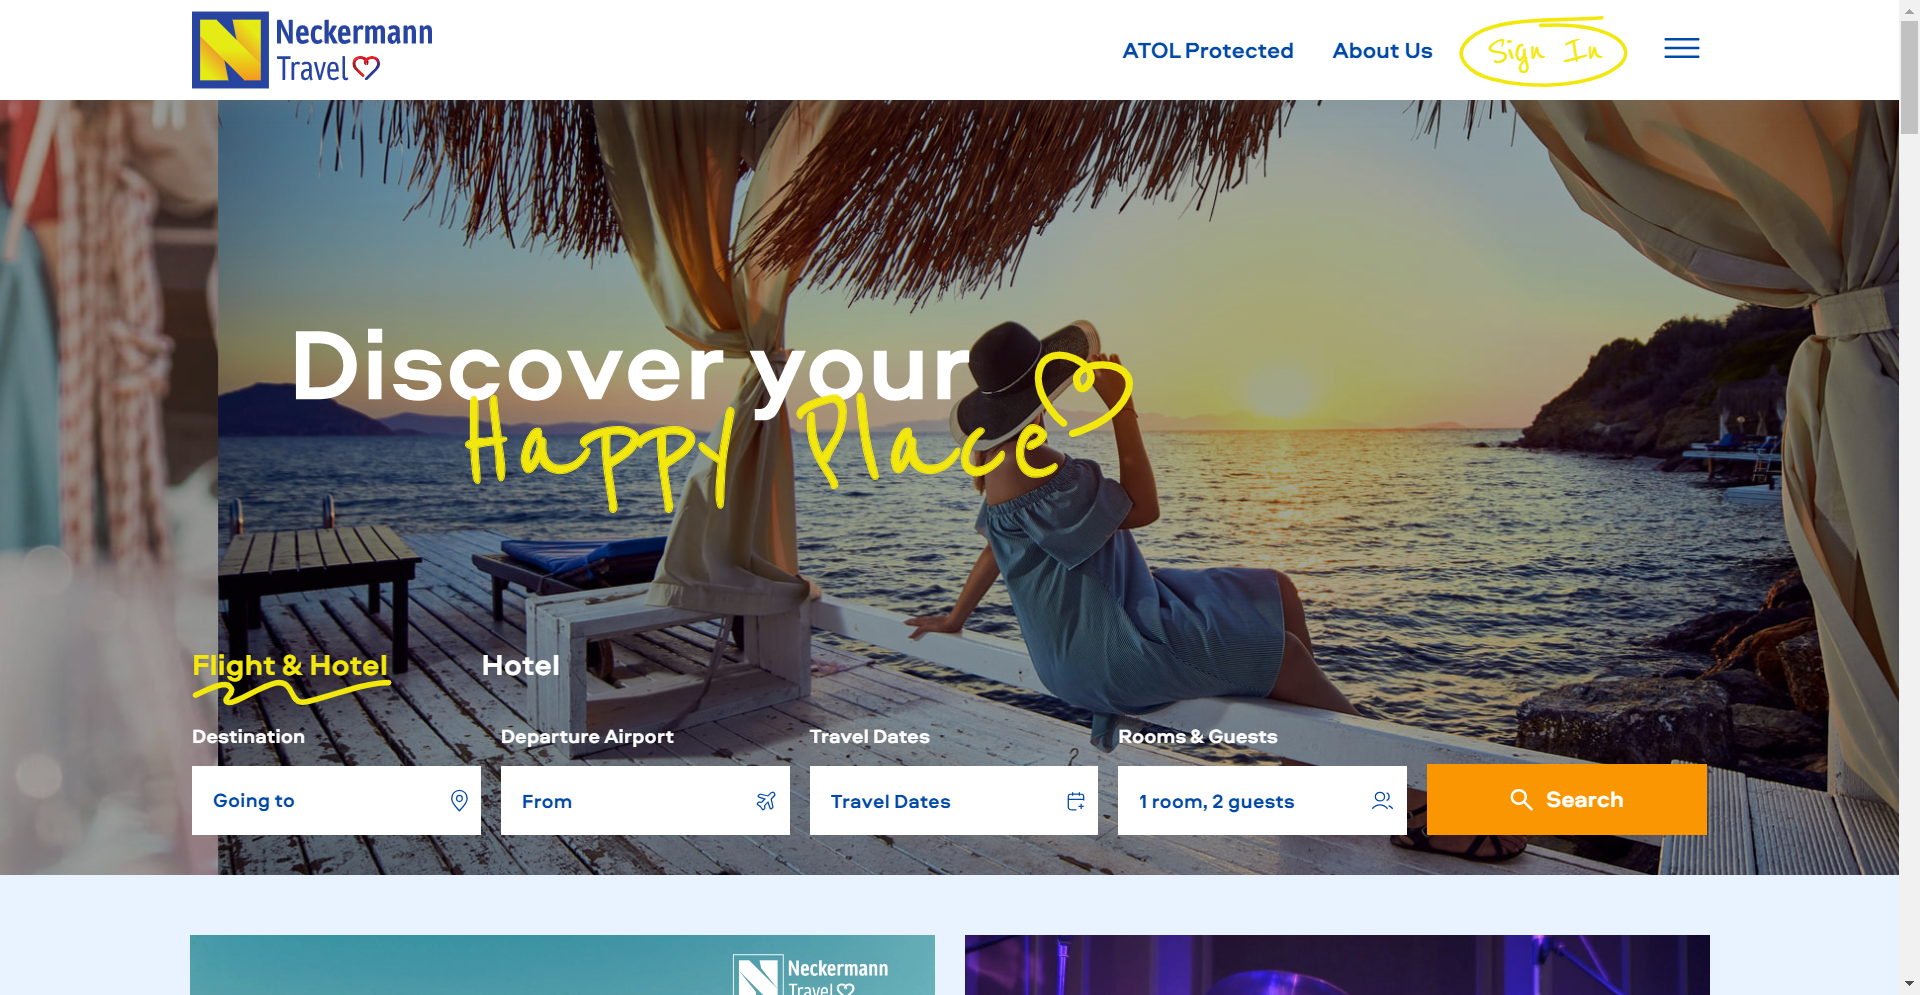 Neckermann
Travel
ATOL Protected
About Us
Sign In
Discover your
Happy Place
Flight & Hotel
Hotel
Destination
Departure Airport
Travel Dates
Rooms & Guests
Going to
From
Travel Dates
1 room, 2 guests
Search
Neckermann
Travel